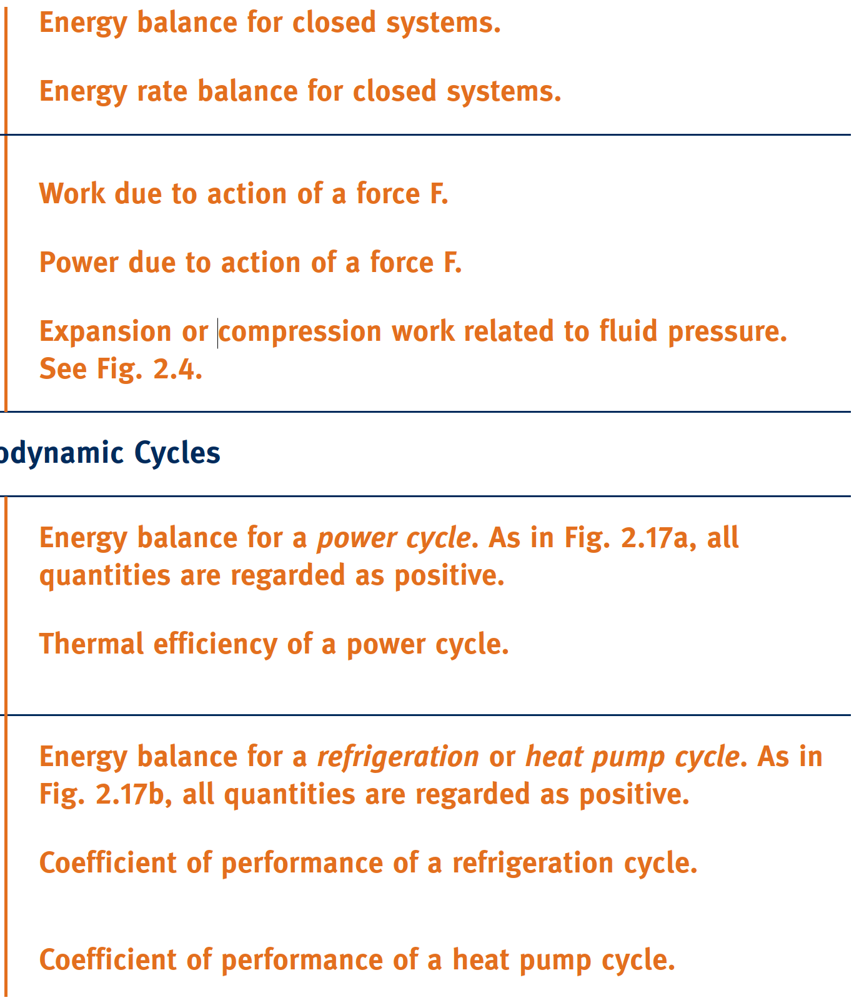 Energy balance for closed systems.
Energy rate balance for closed systems.
Work due to action of a force F.
Power due to action of a force F.
Expansion or compression work related to fluid pressure.
See Fig. 2.4.
odynamic Cycles
Energy balance for a power cycle. As in Fig. 2.17a, all
quantities are regarded as positive.
Thermal efficiency of a power cycle.
Energy balance for a refrigeration or heat pump cycle. As in
Fig. 2.17b, all quantities are regarded as positive.
Coefficient of performance of a refrigeration cycle.
Coefficient of performance of a heat pump cycle.